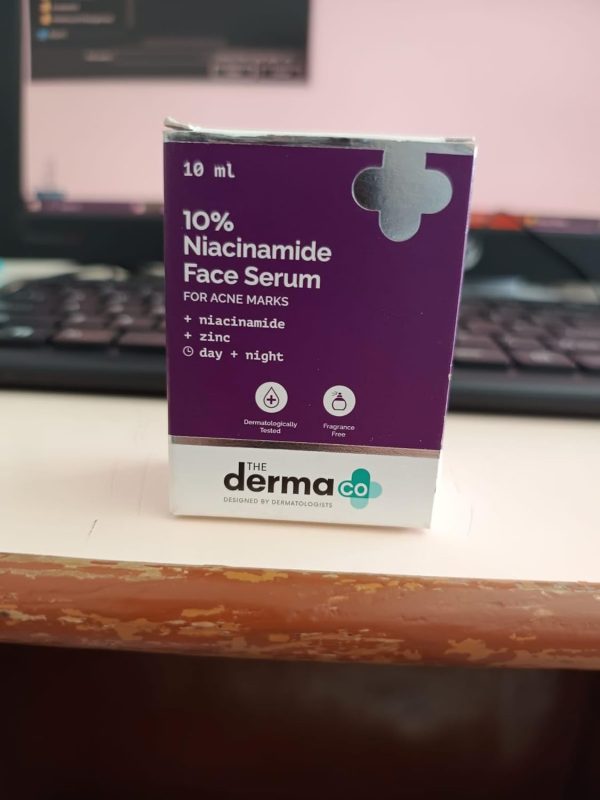 10 ml
10%
Niacinamide
Face Serum
FOR ACNE MARKS
+ niacinamide
+ zinc
day + night
Dermatologically
Tested
Fragrance
Free
THE
derma co
DESIGNED BY DERMATOLOGISTS